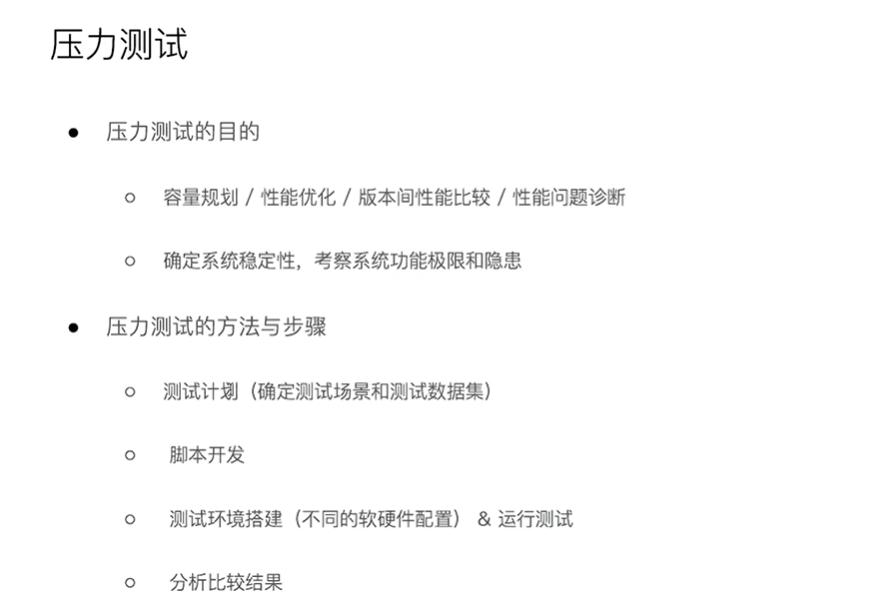 压力测试
● 压力测试的目的
○ 容量规划 / 性能优化 / 版本间性能比较 / 性能问题诊断
○ 确定系统稳定性，考察系统功能极限和隐患
● 压力测试的方法与步骤
○ 测试计划（确定测试场景和测试数据集）
○ 脚本开发
○ 测试环境搭建（不同的软硬件配置） & 运行测试
○ 分析比较结果